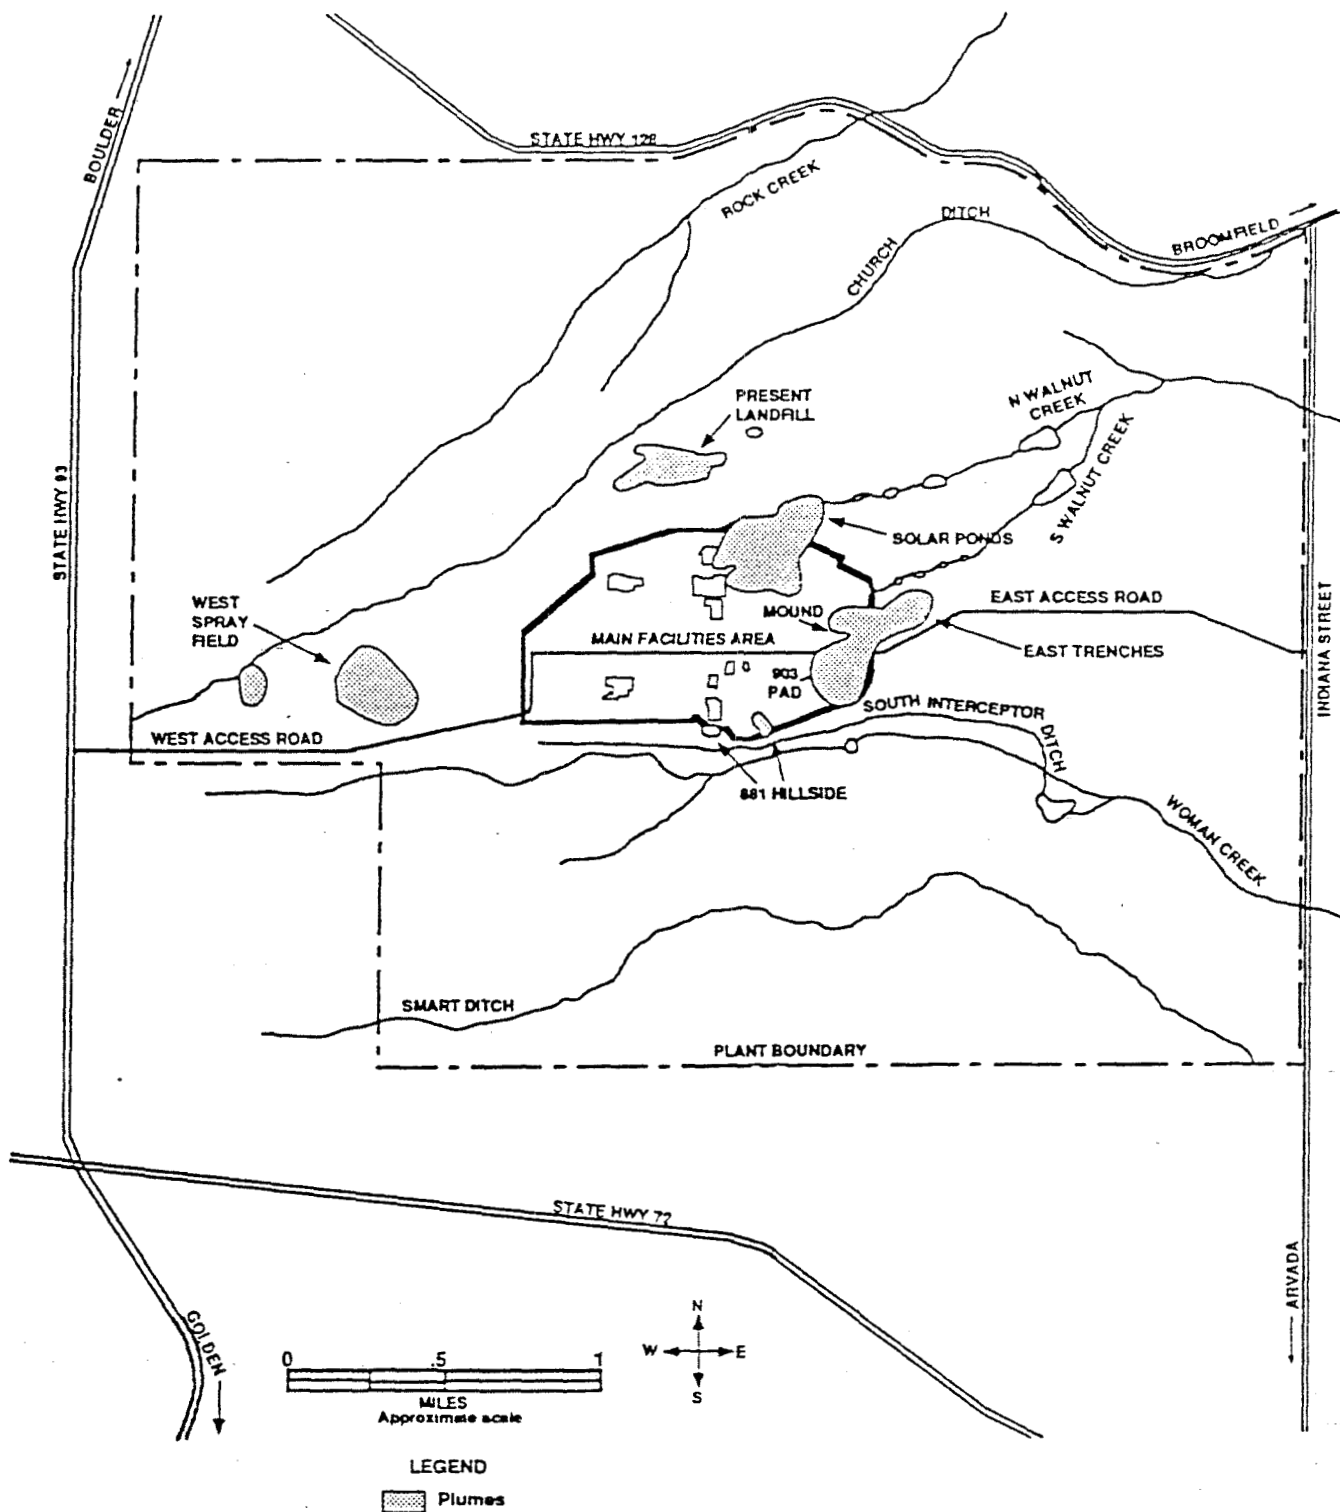 BOULDER
STATE HWY 128
ROCK CREEK
DITCH
BROOMFIELD
CHURCH
PRESENT
LANDFILL
N WALNUT
CREEK
STATE HWY 93
S WALNUT CREEK
SOLAR PONDS
WEST
SPRAY
FIELD
MOUND
EAST ACCESS ROAD
MAIN FACILITIES AREA
EAST TRENCHES
903
PAD
INDIANA STREET
SOUTH INTERCEPTOR
DITCH
WEST ACCESS ROAD
881 HILLSIDE
WOMAN CREEK
SMART DITCH
PLANT BOUNDARY
STATE HWY 72
ARVADA
GOLDEN
N
W E
S
0 .5 1
MILES
Approximate scale
LEGEND
Plumes